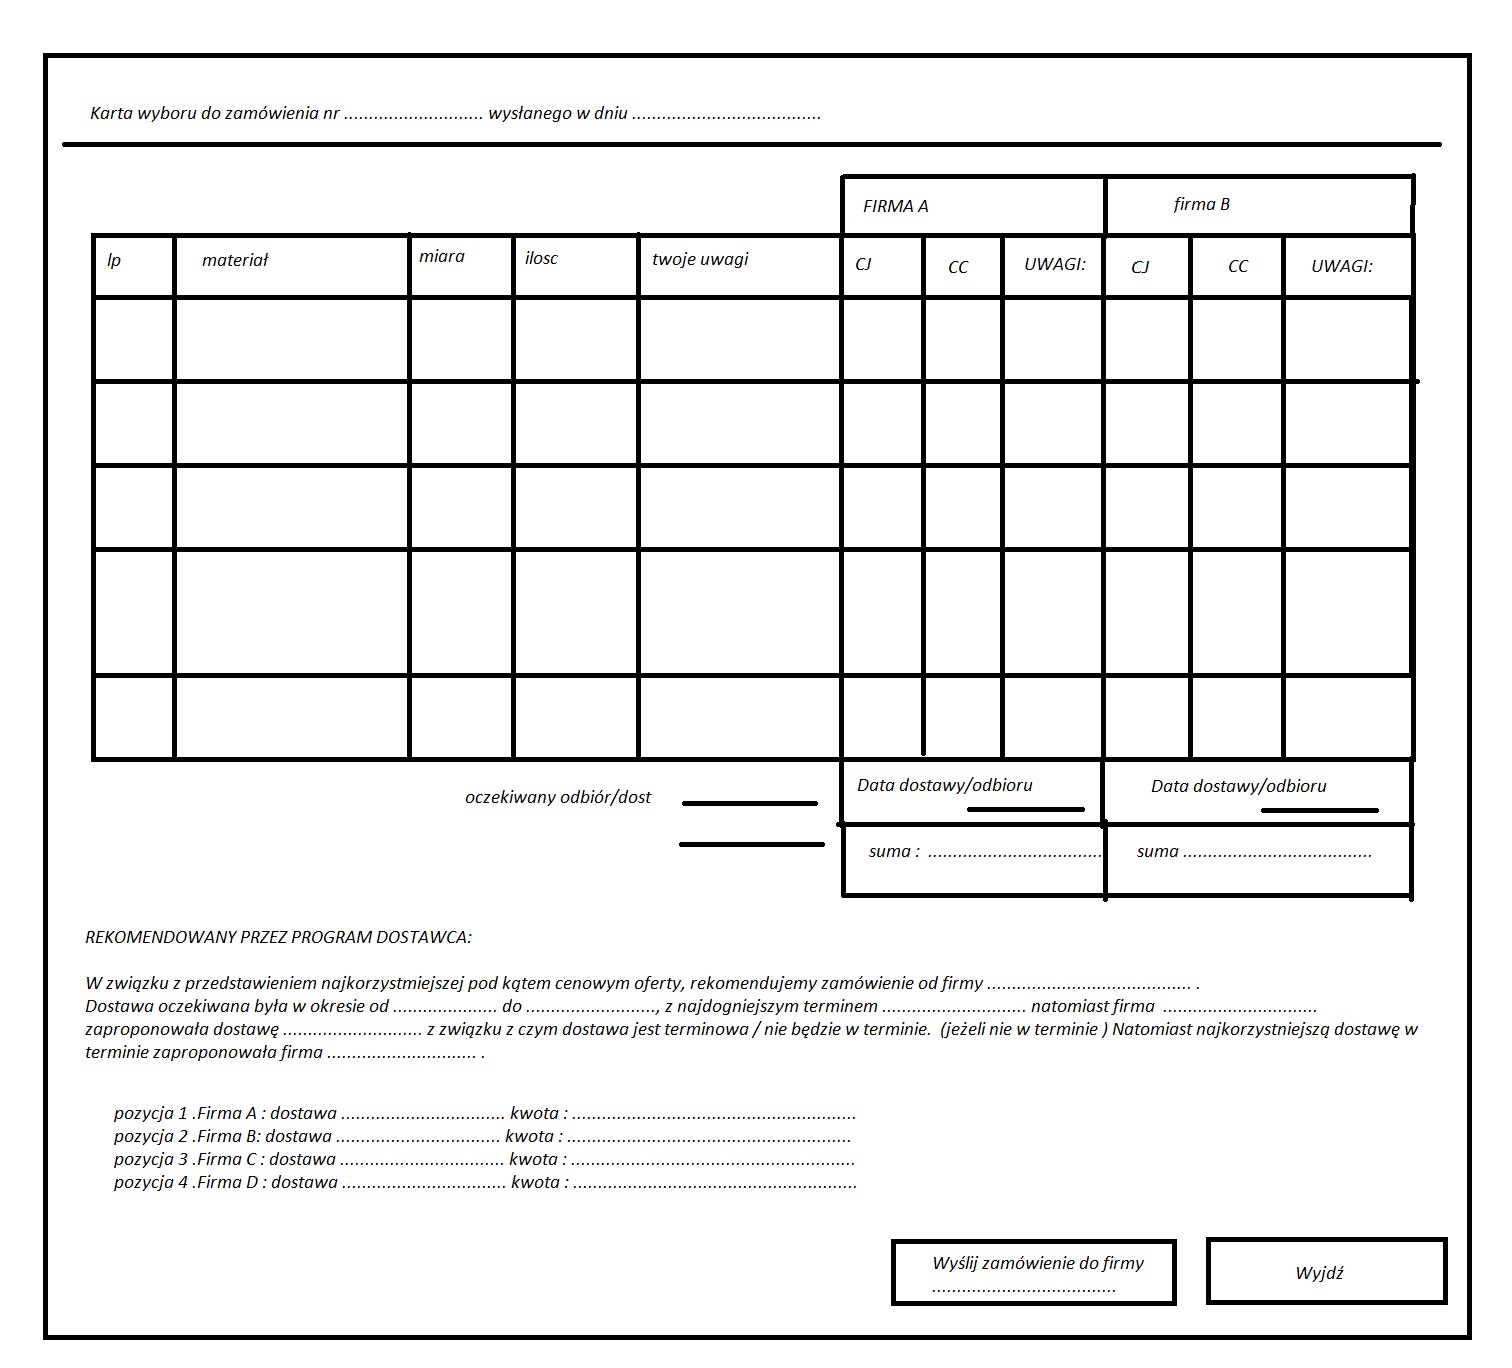 Karta wyboru do zamówienia nr ............................ wysłanego w dniu ......................................
FIRMA A firma B
lp materiał miara ilosc twoje uwagi CJ CC UWAGI: CJ CC UWAGI:
oczekiwany odbiór/dost Data dostawy/odbioru Data dostawy/odbioru
suma : ................................... suma ......................................
REKOMENDOWANY PRZEZ PROGRAM DOSTAWCA:
W związku z przedstawieniem najkorzystmiejszej pod kątem cenowym oferty, rekomendujemy zamówienie od firmy ......................................... .
Dostawa oczekiwana była w okresie od ..................... do .........................., z najdogniejszym terminem ............................. natomiast firma ...............................
zaproponowała dostawę ............................ z związku z czym dostawa jest terminowa / nie będzie w terminie. (jeżeli nie w terminie ) Natomiast najkorzystniejszą dostawę w
terminie zaproponowała firma .............................. .
pozycja 1 .Firma A : dostawa ................................. kwota : .........................................................
pozycja 2 .Firma B: dostawa ................................. kwota : .........................................................
pozycja 3 .Firma C : dostawa ................................. kwota : .........................................................
pozycja 4 .Firma D : dostawa ................................. kwota : .........................................................
Wyślij zamówienie do firmy
.....................................
Wyjdź